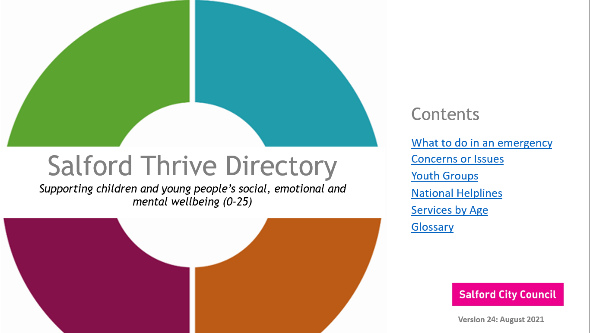 Salford Thrive Directory
Supporting children and young people's social, emotional and
mental wellbeing (0-25)
Contents
What to do in an emergency
Concerns or Issues
Youth Groups
National Helplines
Services by Age
Glossary
Salford City Council
Version 24: August 2021